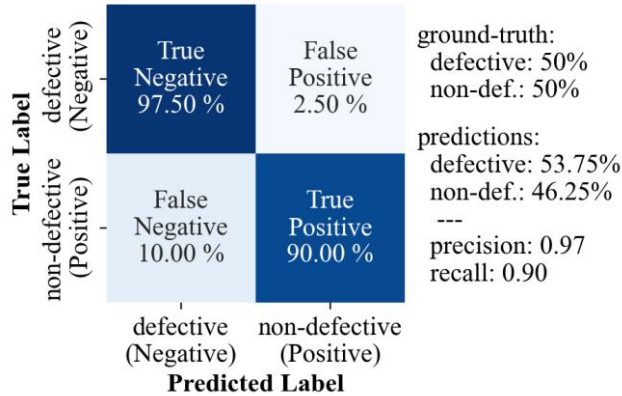 True Label
defective
(Negative)
non-defective
(Positive)
True
Negative
97.50 %
False
Positive
2.50 %
False
Negative
10.00 %
True
Positive
90.00 %
defective
(Negative)
non-defective
(Positive)
Predicted Label
ground-truth:
defective: 50%
non-def.: 50%
predictions:
defective: 53.75%
non-def.: 46.25%
---
precision: 0.97
recall: 0.90